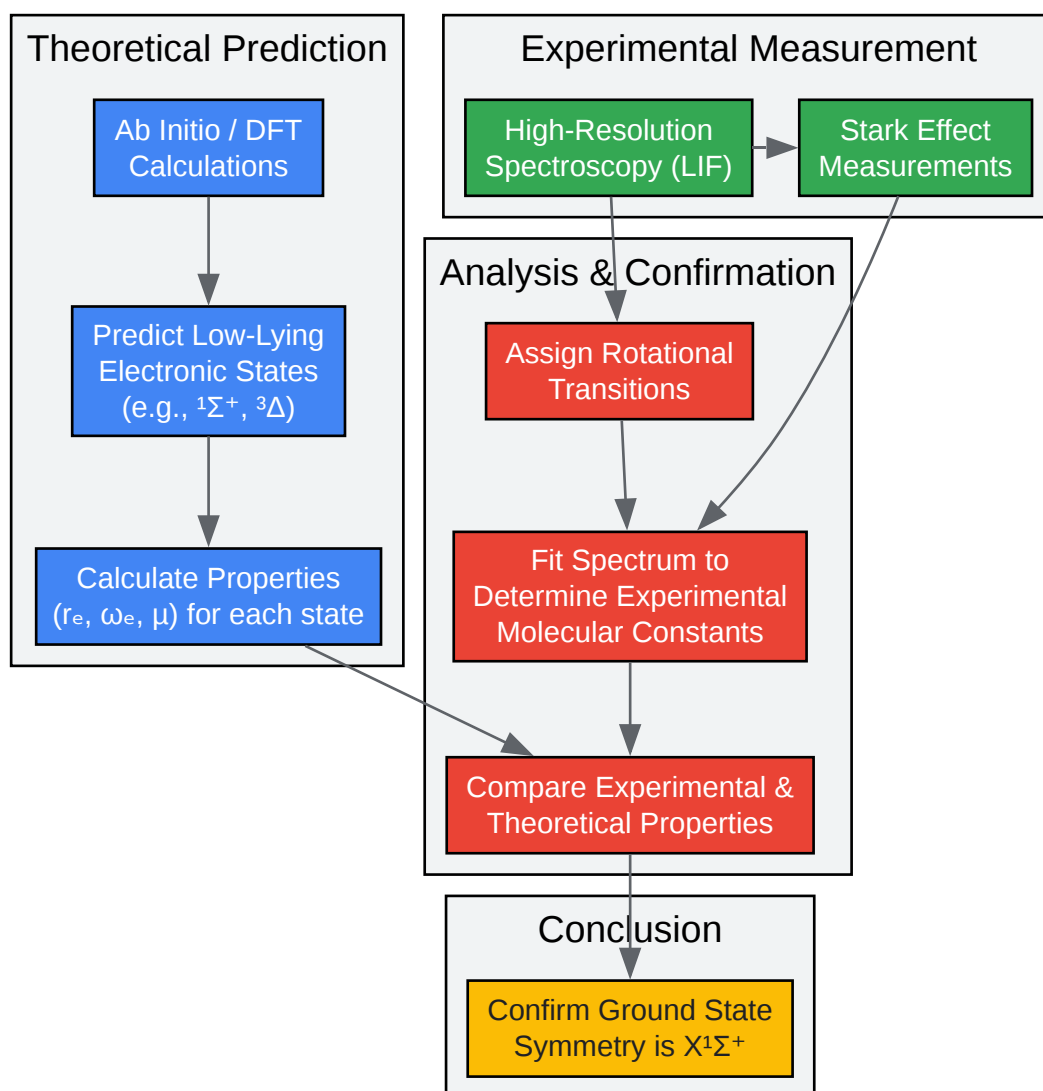 Theoretical Prediction
Ab Initio / DFT
Calculations
Predict Low-Lying
Electronic States
(e.g., ¹Σ⁺, ³Δ)
Calculate Properties
(rₑ, ωₑ, μ) for each state
Experimental Measurement
High-Resolution
Spectroscopy (LIF)
Stark Effect
Measurements
Analysis & Confirmation
Assign Rotational
Transitions
Fit Spectrum to
Determine Experimental
Molecular Constants
Compare Experimental &
Theoretical Properties
Conclusion
Confirm Ground State
Symmetry is X¹Σ⁺